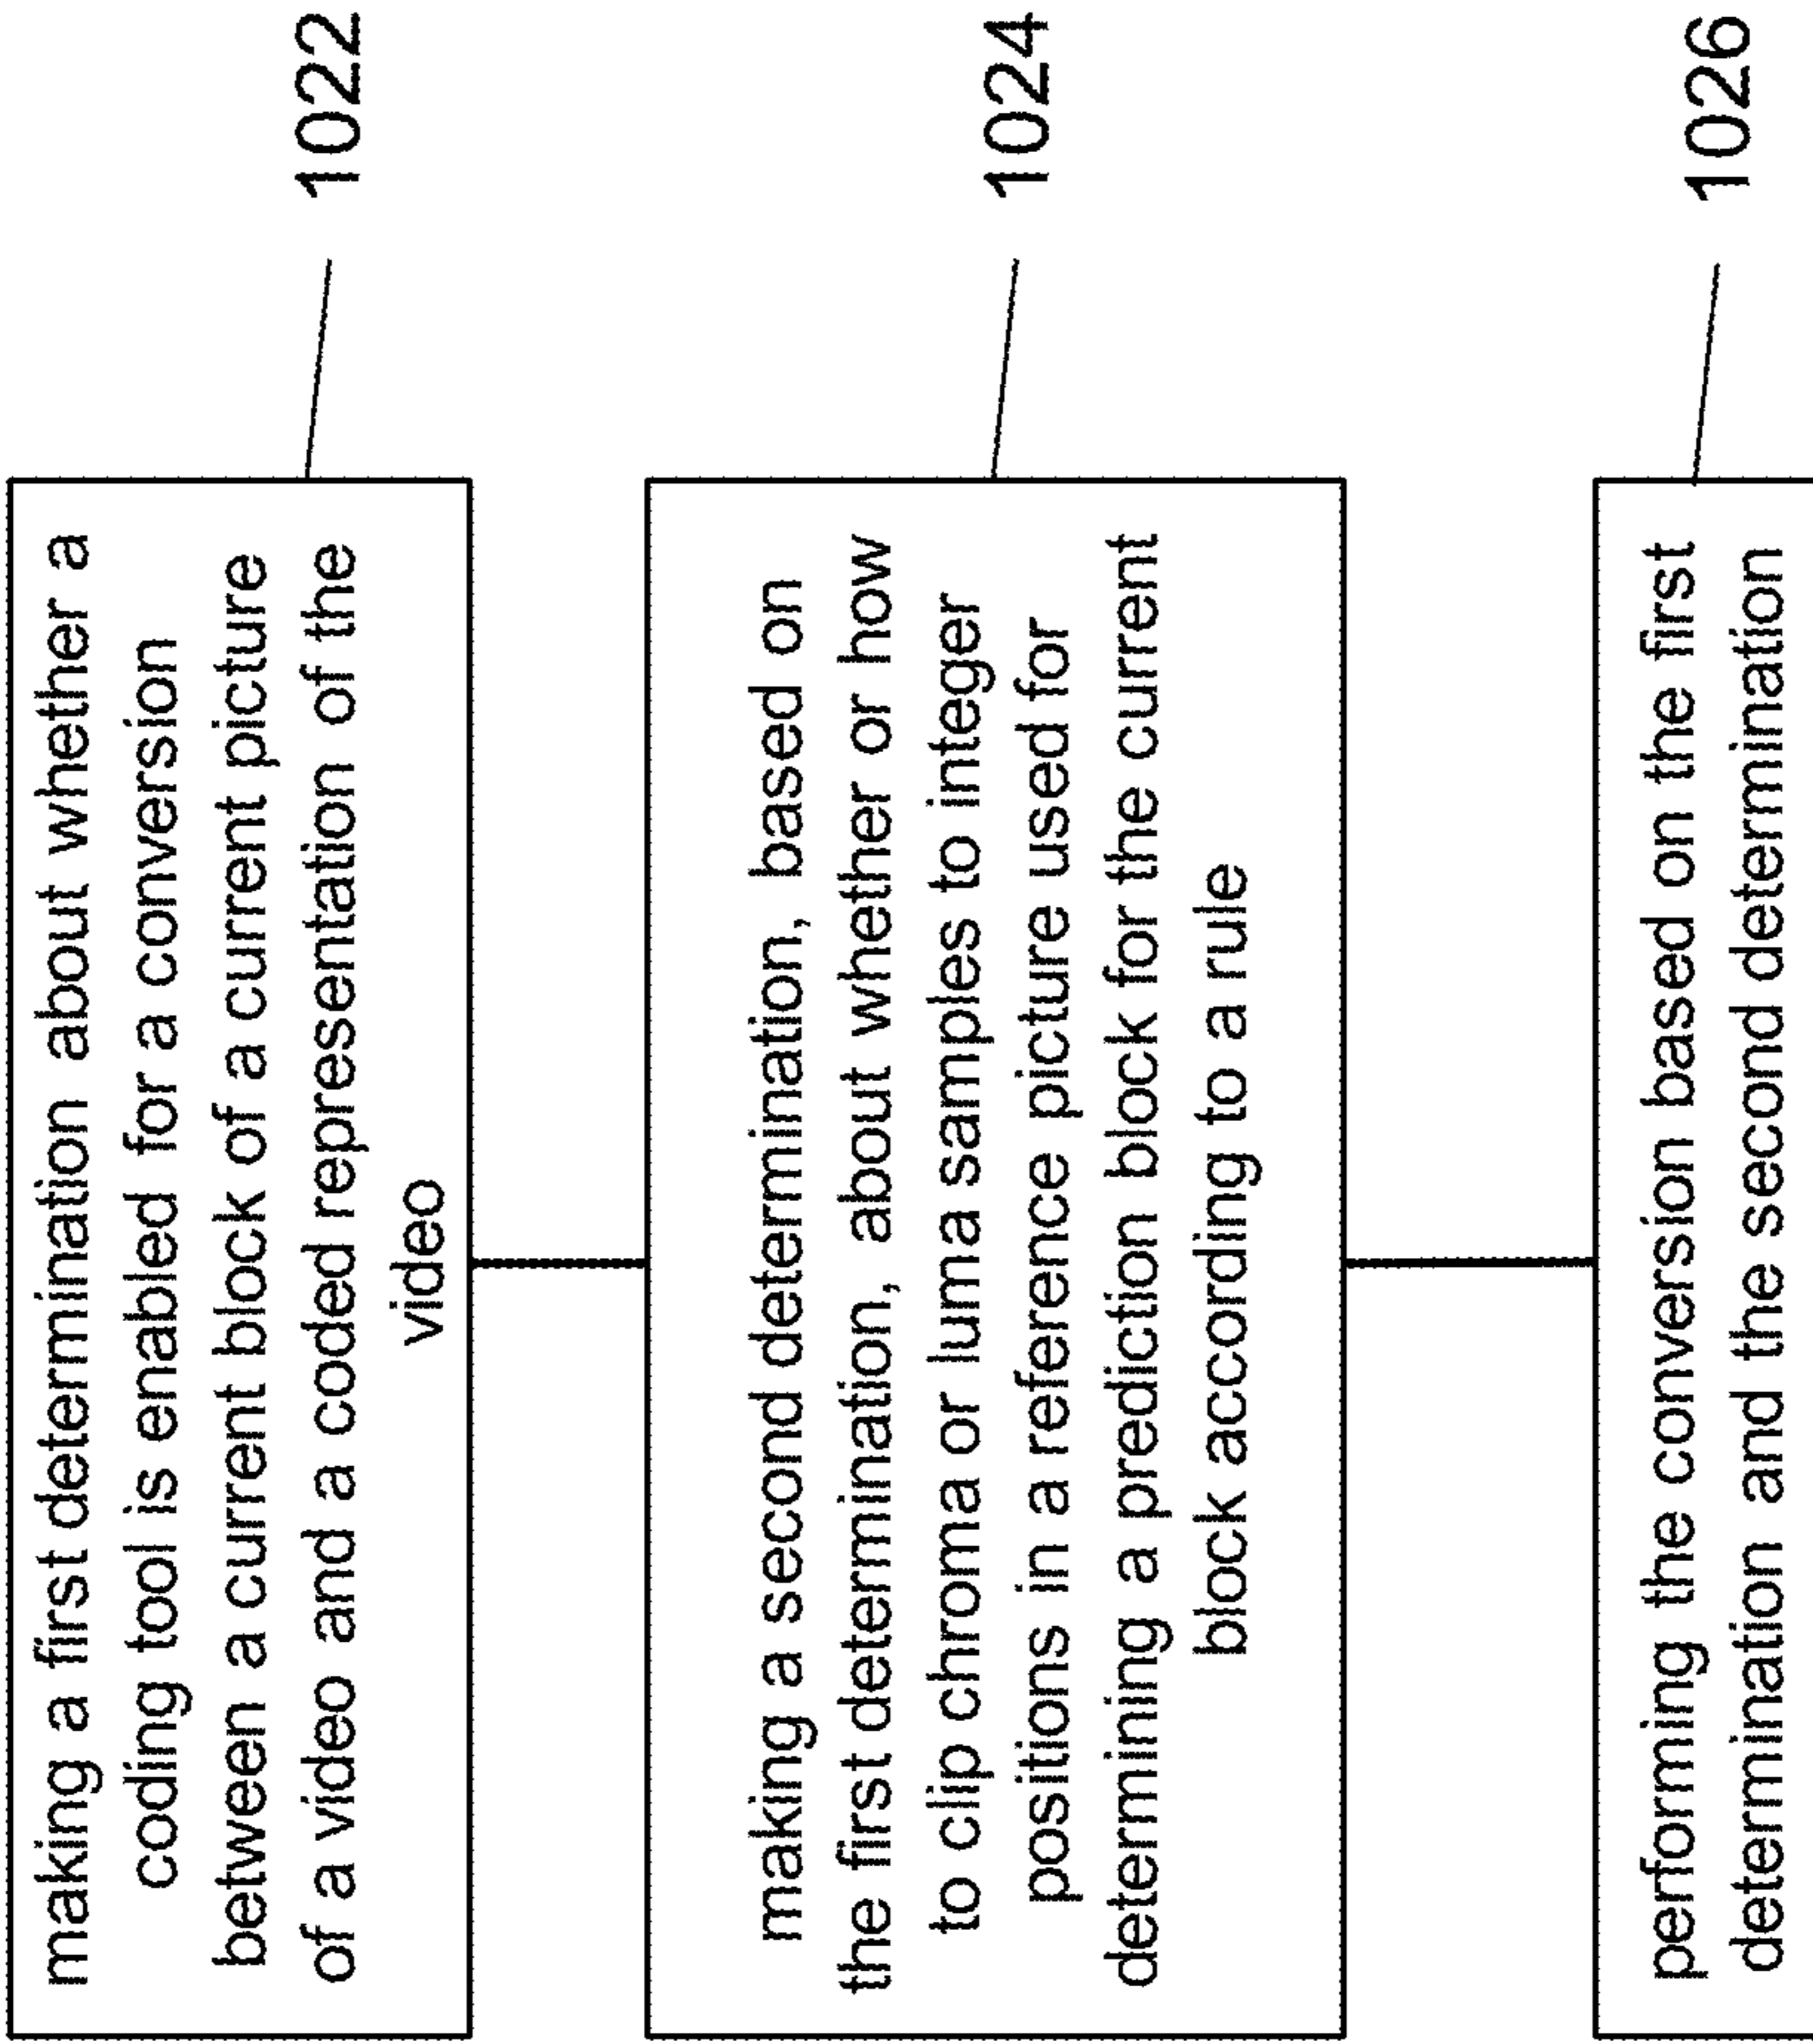 making a first determination about whether a
coding tool is enabled for a conversion
between a current block of a current picture
of a video and a coded representation of the
video
1022
making a second determination, based on
the first determination, about whether or how
to clip chroma or luma samples to integer
positions in a reference picture used for
determining a prediction block for the current
block according to a rule
1024
performing the conversion based on the first
determination and the second determination
1026